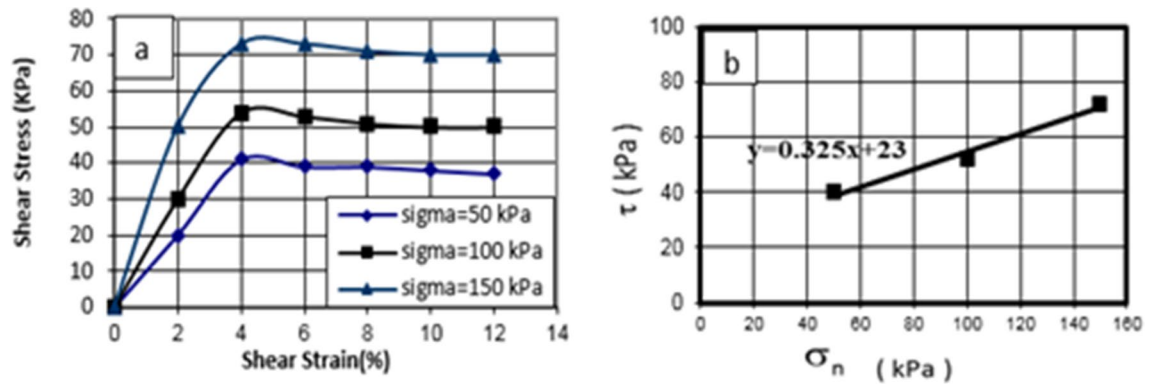 a
Shear Stress (KPa)
80
70
60
50
40
30
20
10
0
sigma=50 kPa
sigma=100 kPa
sigma=150 kPa
0 2 4 6 8 10 12 14
Shear Strain(%)
b
τ ( kPa )
100
80
60
40
20
0
y=0.325x+23
0 20 40 60 80 100 120 140 160
σn ( kPa )